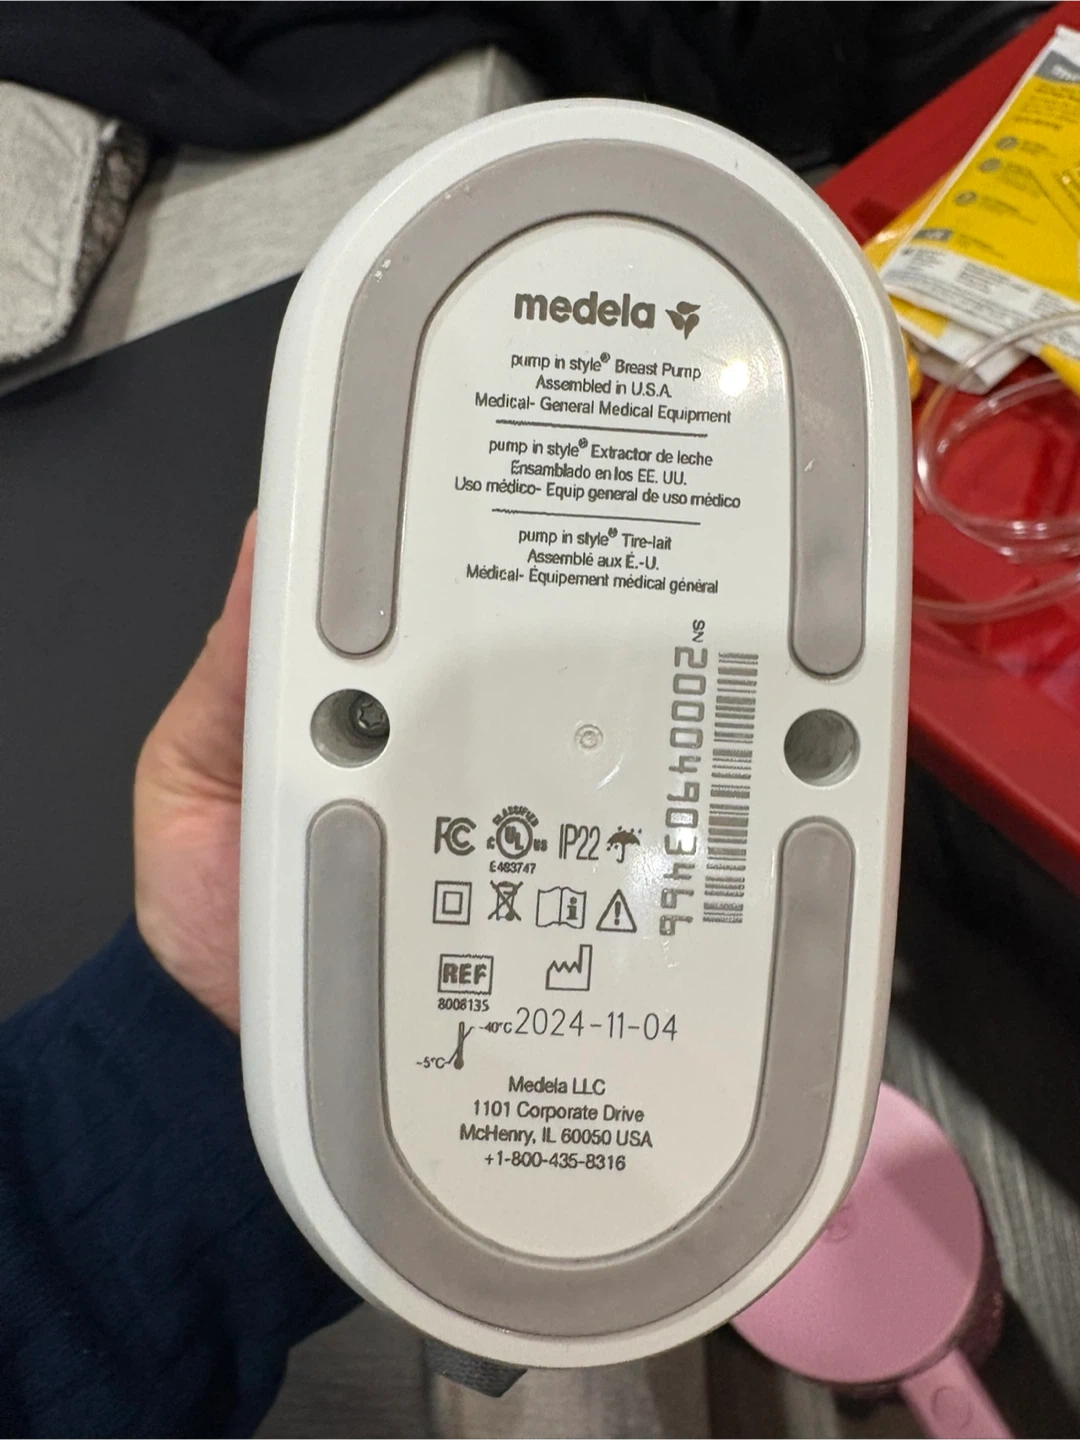 medela
pump in style® Breast Pump
Assembled in U.S.A.
Medical- General Medical Equipment
pump in style® Extractor de leche
Ensamblado en los EE. UU.
Uso médico- Equip general de uso médico
pump in style® Tire-lait
Assemblé aux É.-U.
Médical- Équipement médical général
SN
20004903466
FC
CLASSIFIED
C UL US
IP22
E483747
REF
8008135
-40°C
2024-11-04
-5°C
Medela LLC
1101 Corporate Drive
McHenry, IL 60050 USA
+1-800-435-8316